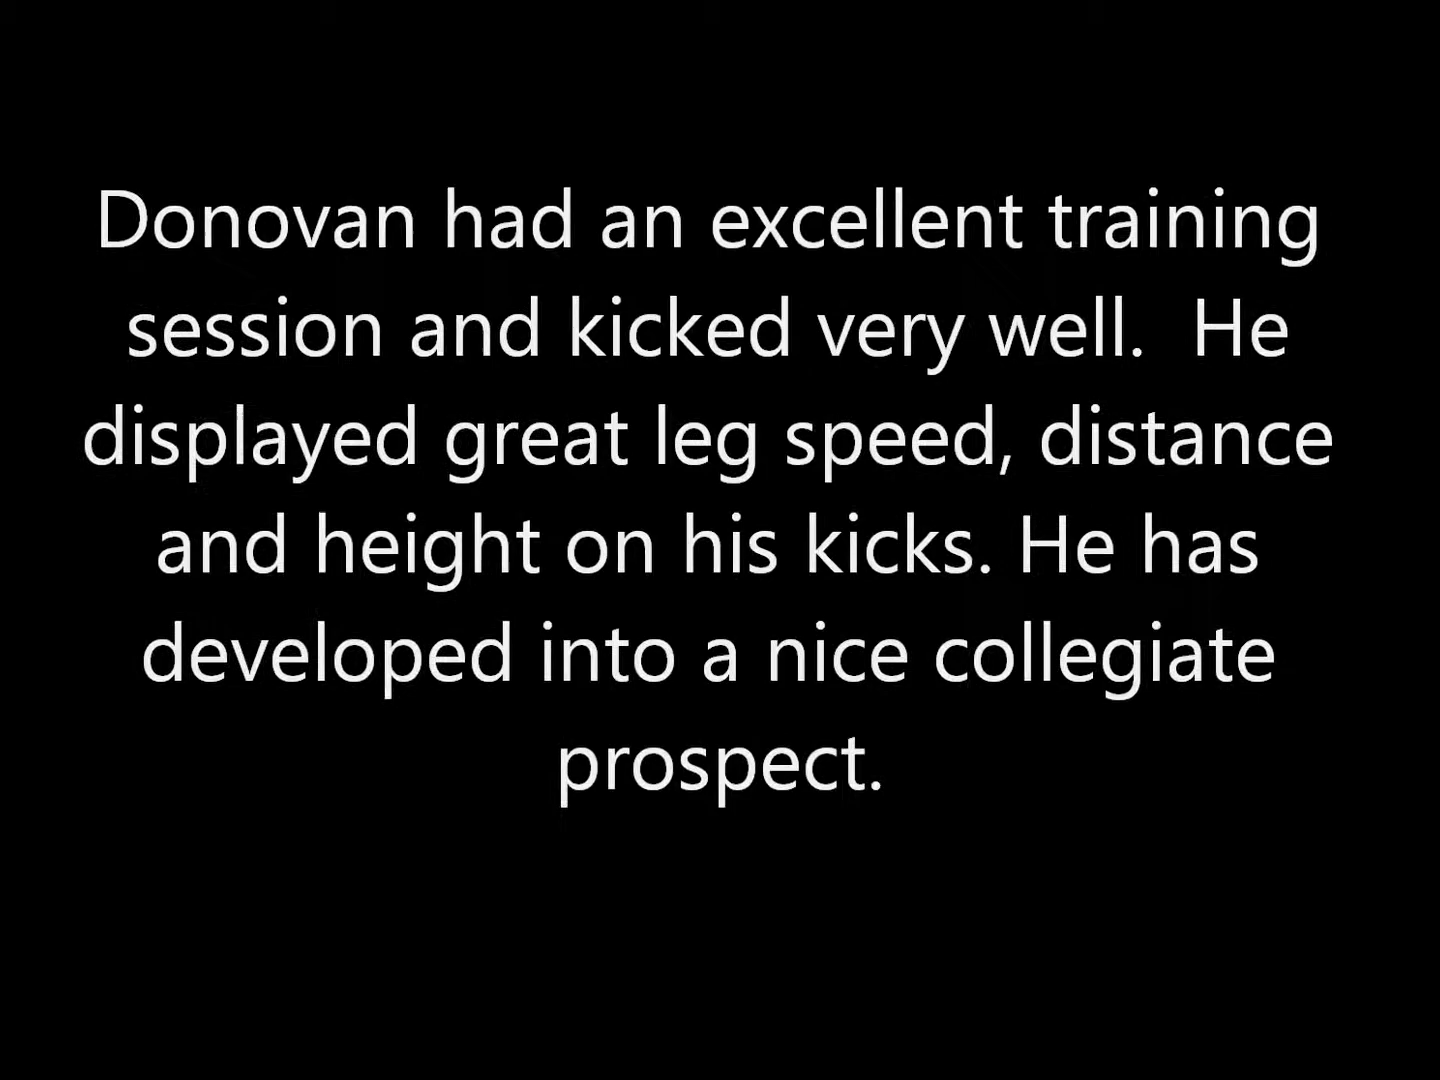 Donovan had an excellent training
session and kicked very well.  He
displayed great leg speed, distance
and height on his kicks. He has
developed into a nice collegiate
prospect.